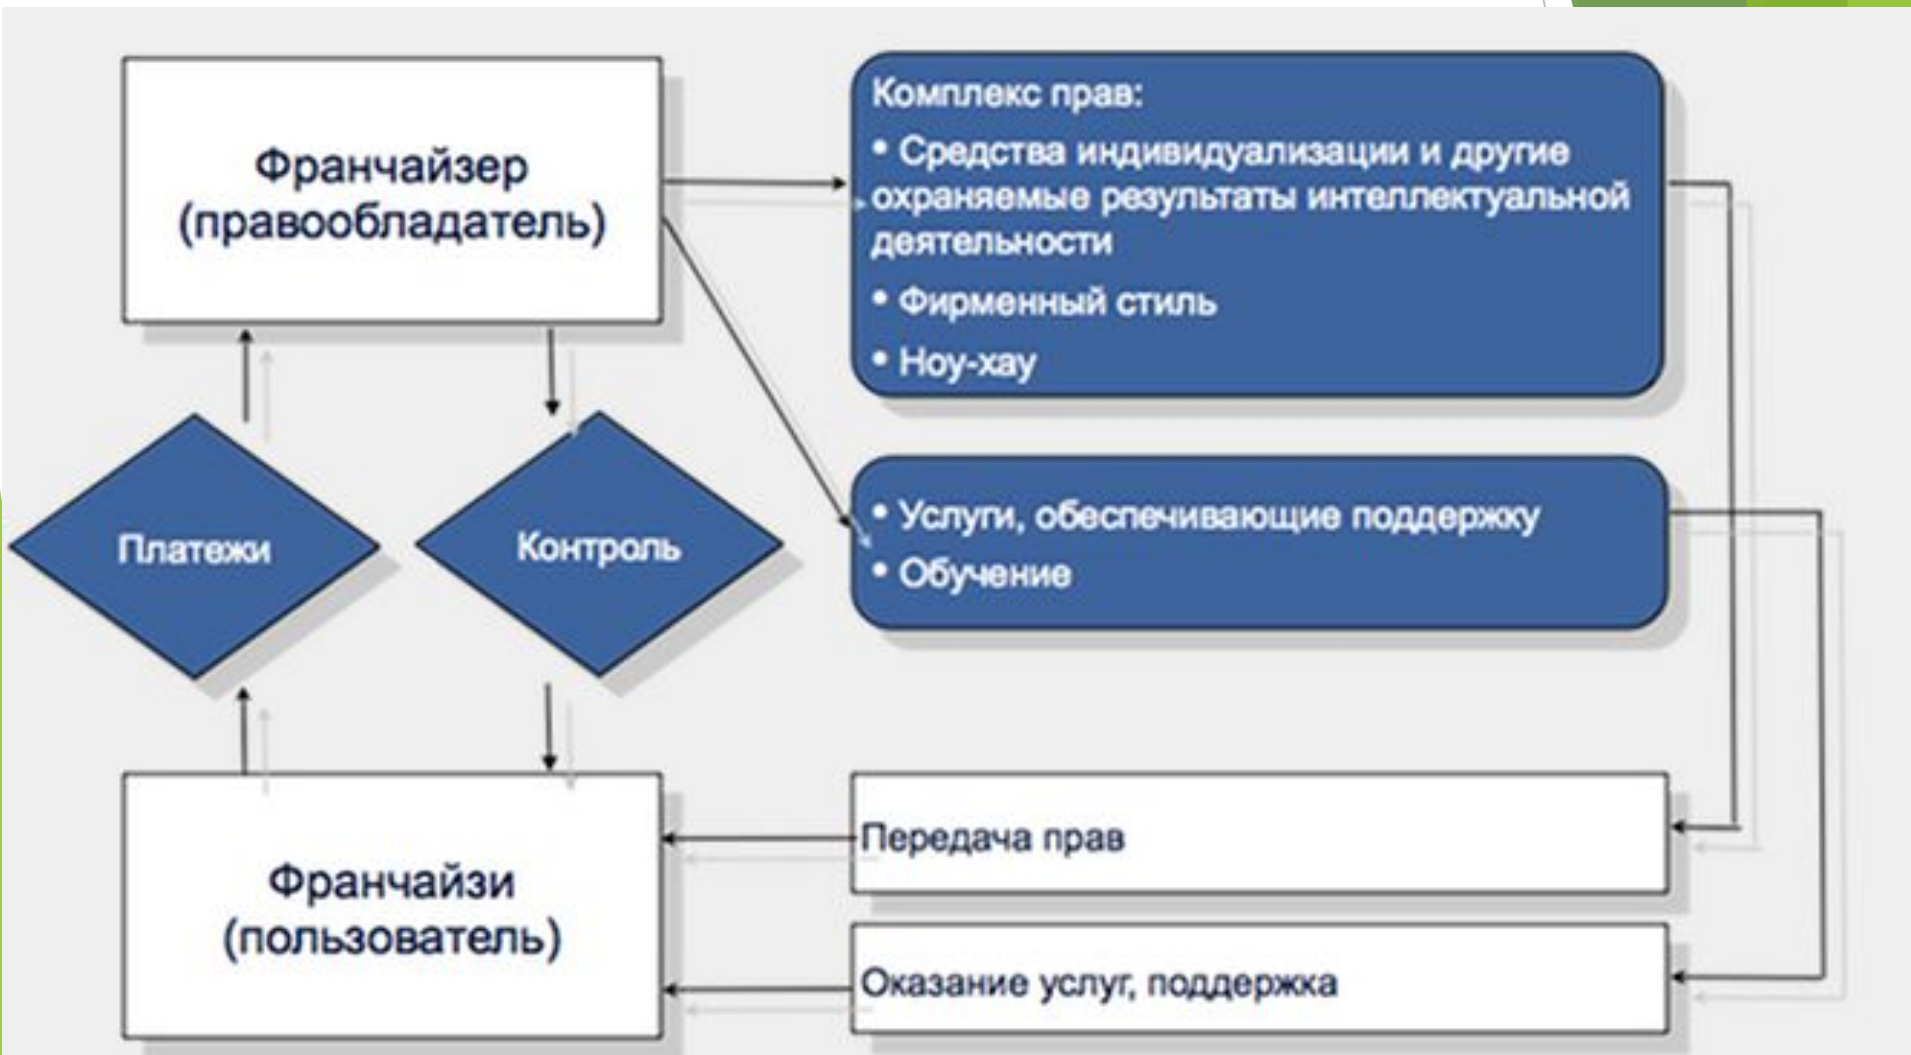 Франчайзер
(правообладатель)
Комплекс прав:
• Средства индивидуализации и другие
охраняемые результаты интеллектуальной
деятельности
• Фирменный стиль
• Ноу-хау
Платежи
Контроль
• Услуги, обеспечивающие поддержку
• Обучение
Франчайзи
(пользователь)
Передача прав
Оказание услуг, поддержка